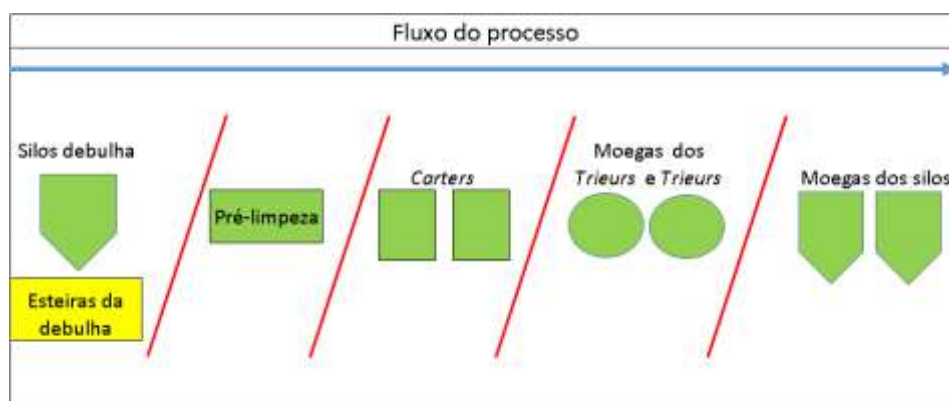 Fluxo do processo
Silos debulha
Esteiras da
debulha
Pré-limpeza
Carters
Moegas dos
Trieurs e Trieurs
Moegas dos silos